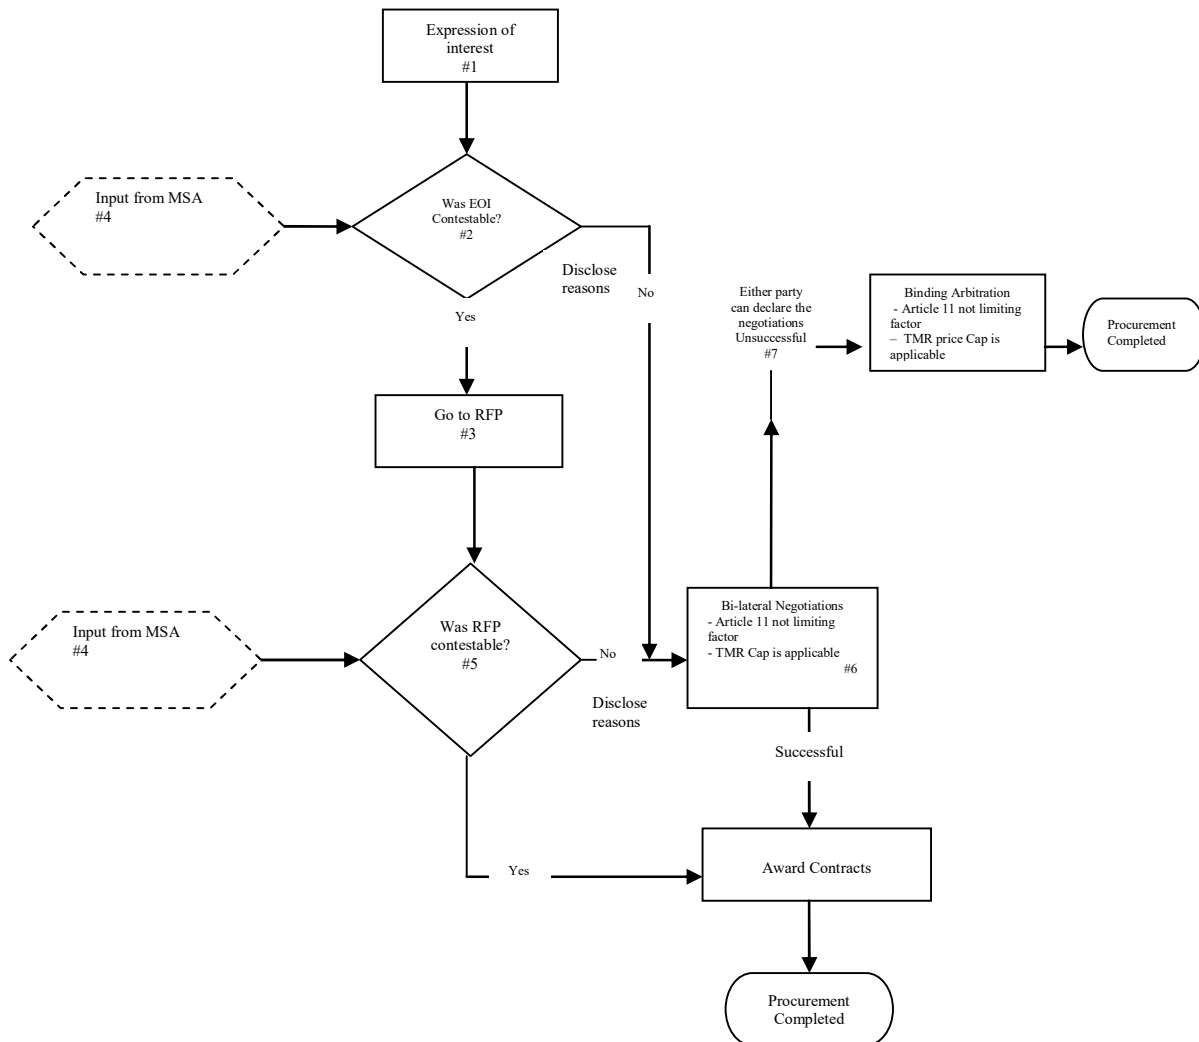 Expression of
interest
#1
Input from MSA
#4
Was EOI
Contestable?
#2
Disclose
reasons
No
Yes
Either party
can declare the
negotiations
Unsuccessful
#7
Binding Arbitration
- Article 11 not limiting
factor
– TMR price Cap is
applicable
Procurement
Completed
Go to RFP
#3
Input from MSA
#4
Was RFP
contestable?
#5
No
Disclose
reasons
Bi-lateral Negotiations
- Article 11 not limiting
factor
- TMR Cap is applicable
#6
Successful
Yes
Award Contracts
Procurement
Completed